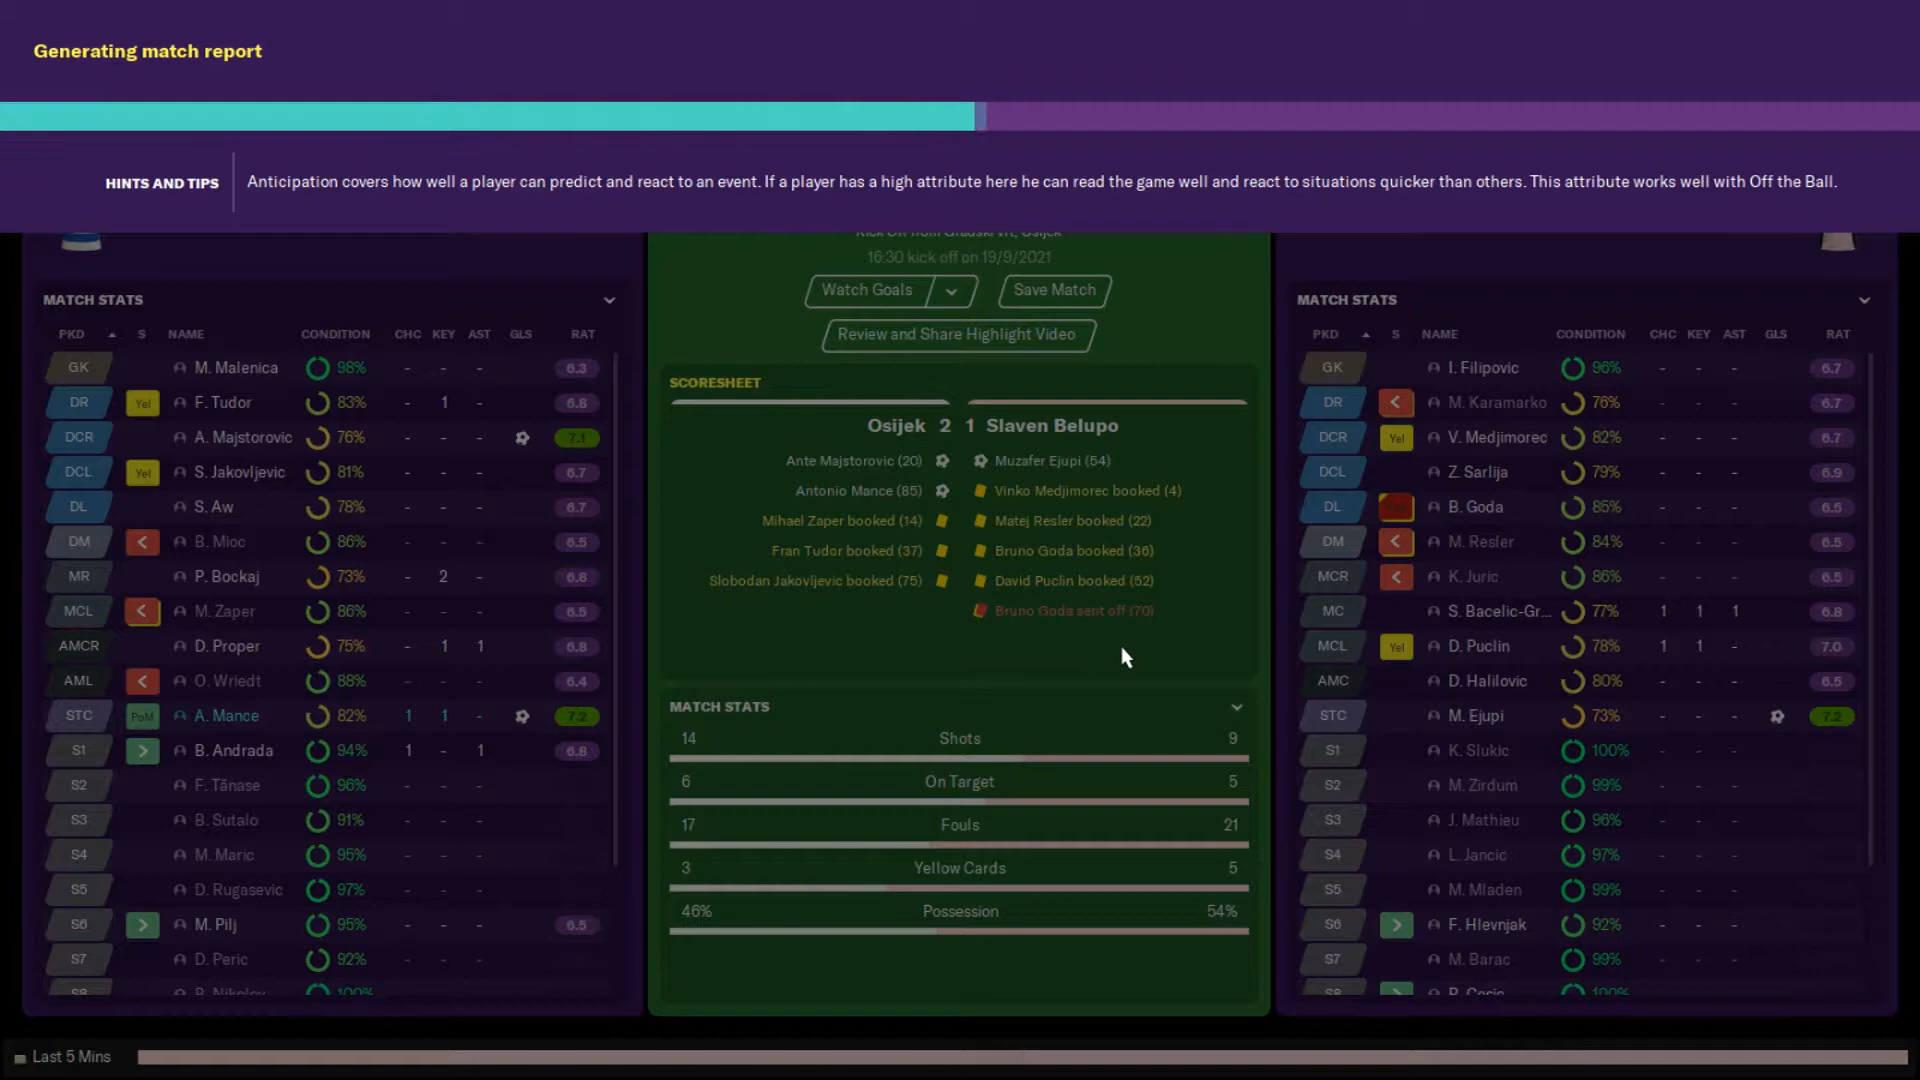 Generating match report
HINTS AND TIPS
Anticipation covers how well a player can predict and react to an event. If a player has a high attribute here he can read the game well and react to situations quicker than others. This attribute works well with Off the Ball.
Kick Off from Gradski vrt, Osijek
16:30 kick off on 19/9/2021
Watch Goals
Save Match
Review and Share Highlight Video
MATCH STATS
PKD S NAME CONDITION CHC KEY AST GLS RAT
GK M. Malenica 98% - - - 6.3
DR Yel F. Tudor 83% - 1 - 6.8
DCR A. Majstorovic 76% - - - 7.1
DCL Yel S. Jakovljevic 81% - - - 6.7
DL S. Aw 78% - - - 6.7
DM < B. Mioc 86% - - - 6.5
MR P. Bockaj 73% - 2 - 6.8
MCL < M. Zaper 86% - - - 6.5
AMCR D. Proper 75% - 1 1 6.8
AML < O. Wriedt 88% - - - 6.4
STC PoM A. Mance 82% 1 1 - 7.2
S1 > B. Andrada 94% 1 - 1 6.8
S2 F. Tănase 96% - - -
S3 B. Sutalo 91% - - -
S4 M. Maric 95% - - -
S5 D. Rugasevic 97% - - -
S6 > M. Pilj 95% - - - 6.5
S7 D. Peric 92% - - -
S8 B. Nikolov 100%
SCORESHEET
Osijek 2 1 Slaven Belupo
Ante Majstorovic (20) Muzafer Ejupi (54)
Antonio Mance (85) Vinko Medjimorec booked (4)
Mihael Zaper booked (14) Matej Resler booked (22)
Fran Tudor booked (37) Bruno Goda booked (36)
Slobodan Jakovljevic booked (75) David Puclin booked (52)
Bruno Goda sent off (70)
MATCH STATS
14 Shots 9
6 On Target 5
17 Fouls 21
3 Yellow Cards 5
46% Possession 54%
MATCH STATS
PKD S NAME CONDITION CHC KEY AST GLS RAT
GK I. Filipovic 96% - - - 6.7
DR < M. Karamarko 76% - - - 6.7
DCR Yel V. Medjimorec 82% - - - 6.7
DCL Z. Sarlija 79% - - - 6.9
DL B. Goda 85% - - - 6.5
DM < M. Resler 84% - - - 6.5
MCR < K. Juric 86% - - - 6.5
MC S. Bacelic-Gr... 77% 1 1 1 6.8
MCL Yel D. Puclin 78% 1 1 - 7.0
AMC D. Halilovic 80% - - - 6.5
STC M. Ejupi 73% - - - 7.2
S1 K. Slukic 100% - - -
S2 M. Zirdum 99% - - -
S3 J. Mathieu 96% - - -
S4 L. Jancic 97% - - -
S5 M. Mladen 99% - - -
S6 > F. Hlevnjak 92% - - -
S7 M. Barac 99% - - -
S8 > 100%
Last 5 Mins